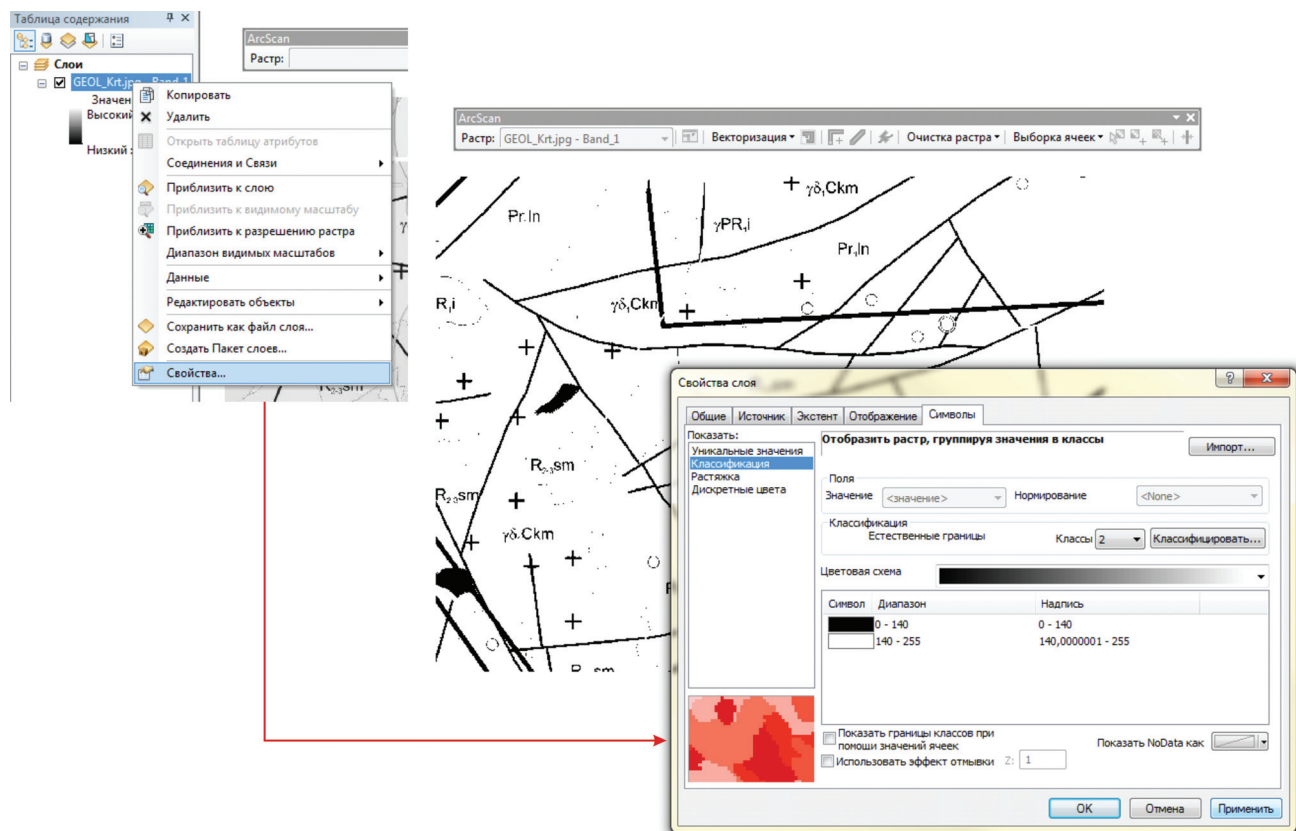 Таблица содержания
Слои
GEOL_Krt.jpg - Band_1
Высокий
Низкий
Копировать
Удалить
Открыть таблицу атрибутов
Соединения и Связи
Приблизить к слою
Приблизить к видимому масштабу
Приблизить к разрешению растра
Диапазон видимых масштабов
Данные
Редактировать объекты
Сохранить как файл слоя...
Создать Пакет слоев...
Свойства...
ArcScan
Растр:
R₂₋₃sm
ArcScan
Растр: GEOL_Krt.jpg - Band_1 Векторизация Очистка растра Выборка ячеек
γδ₁Ckm
Pr.In
γPR₁i
Pr₁In
R₁i
γδ₁Ckm
R₂₋₃sm
R₂₃sm
γδ.Ckm
Свойства слоя
Общие Источник Экстент Отображение Символы
Показать:
Уникальные значения
Классификация
Растяжка
Дискретные цвета
Отобразить растр, группируя значения в классы
Импорт...
Поля
Значение <значение> Нормирование <None>
Классификация
Естественные границы Классы 2 Классифицировать...
Цветовая схема
Символ Диапазон Надпись
0 - 140 0 - 140
140 - 255 140,0000001 - 255
Показать границы классов при
помощи значений ячеек
Показать NoData как
Использовать эффект отмывки Z: 1
OK Отмена Применить